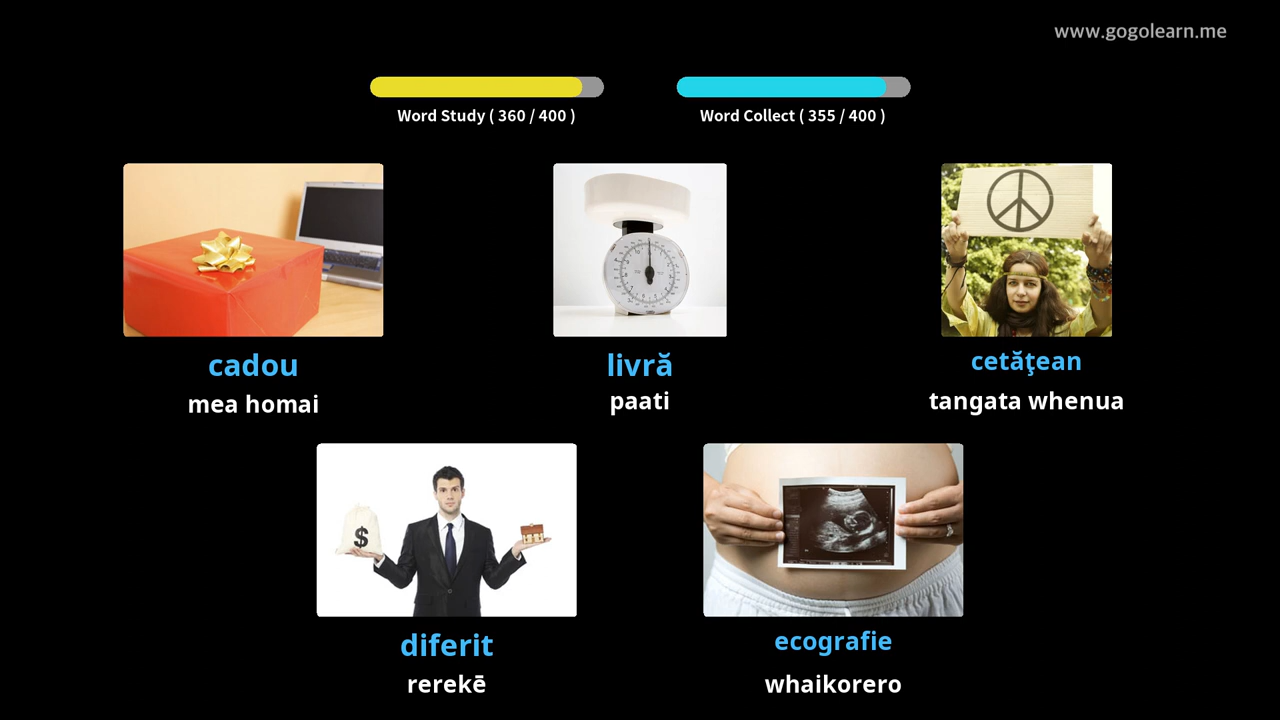 www.gogolearn.me
Word Study ( 360 / 400 )
Word Collect ( 355 / 400 )
cadou
mea homai
livră
paati
cetăţean
tangata whenua
$
diferit
rerekē
ecografie
whaikorero